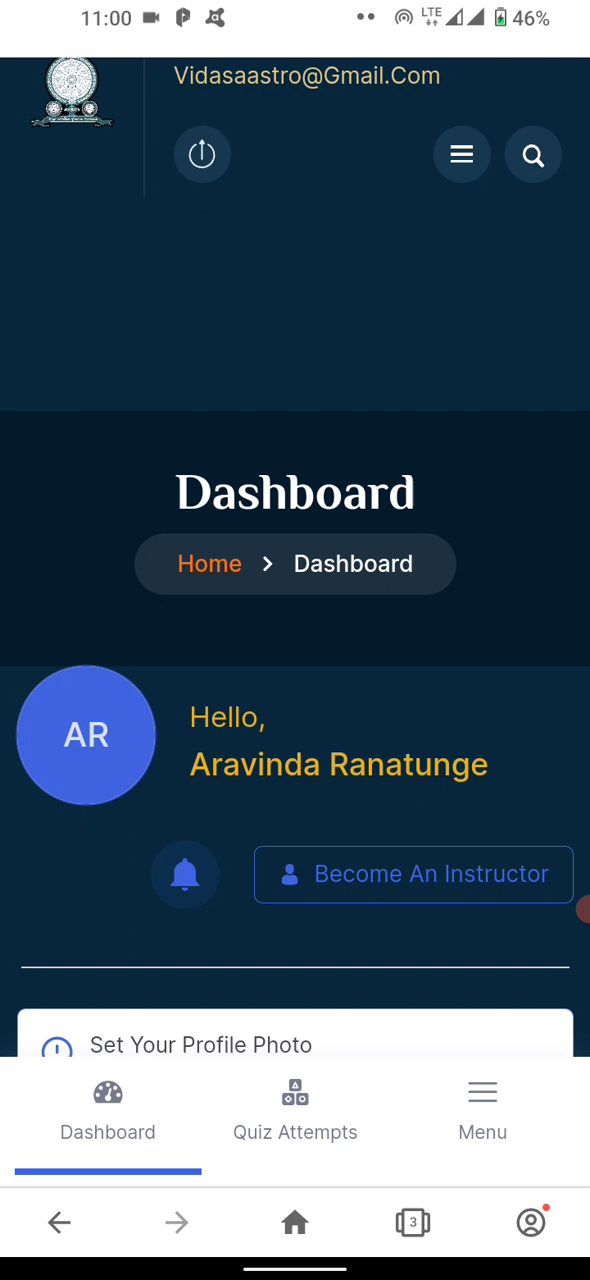 11:00
LTE
46%
Vidasaastro@Gmail.Com
Dashboard
Home > Dashboard
AR
Hello,
Aravinda Ranatunge
Become An Instructor
Set Your Profile Photo
Dashboard
Quiz Attempts
Menu
3